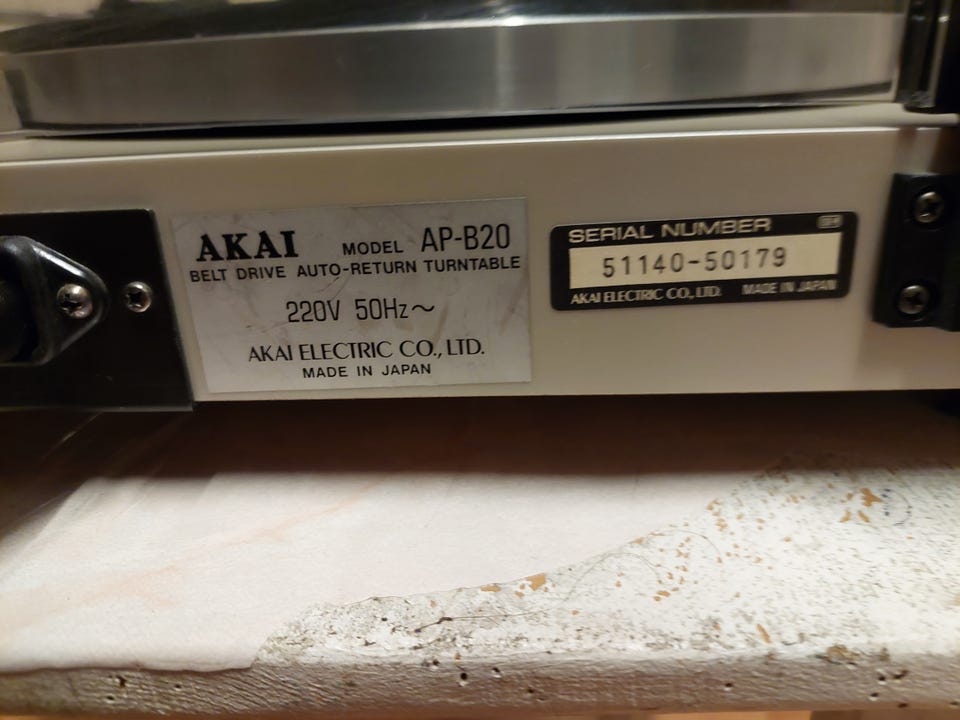 AKAI MODEL AP-B20
BELT DRIVE AUTO-RETURN TURNTABLE
220V 50Hz~
AKAI ELECTRIC CO., LTD.
MADE IN JAPAN
SERIAL NUMBER
51140-50179
AKAI ELECTRIC CO., LTD. MADE IN JAPAN